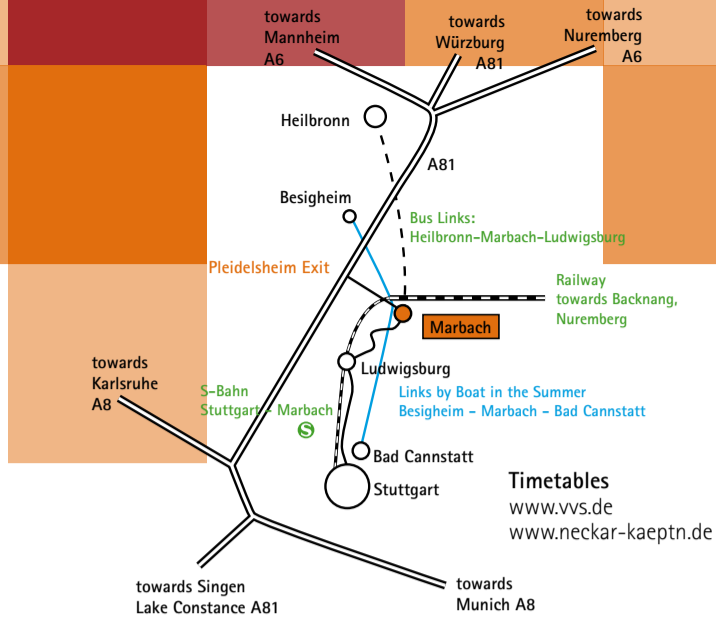 towards
Mannheim
A6
towards
Würzburg
A81
towards
Nuremberg
A6
Heilbronn
A81
Besigheim
Bus Links:
Heilbronn-Marbach-Ludwigsburg
Pleidelsheim Exit
Railway
towards Backnang,
Nuremberg
Marbach
towards
Karlsruhe
A8
Ludwigsburg
S-Bahn
Stuttgart - Marbach
S
Links by Boat in the Summer
Besigheim - Marbach - Bad Cannstatt
Bad Cannstatt
Stuttgart
Timetables
www.vvs.de
www.neckar-kaeptn.de
towards Singen
Lake Constance A81
towards
Munich A8